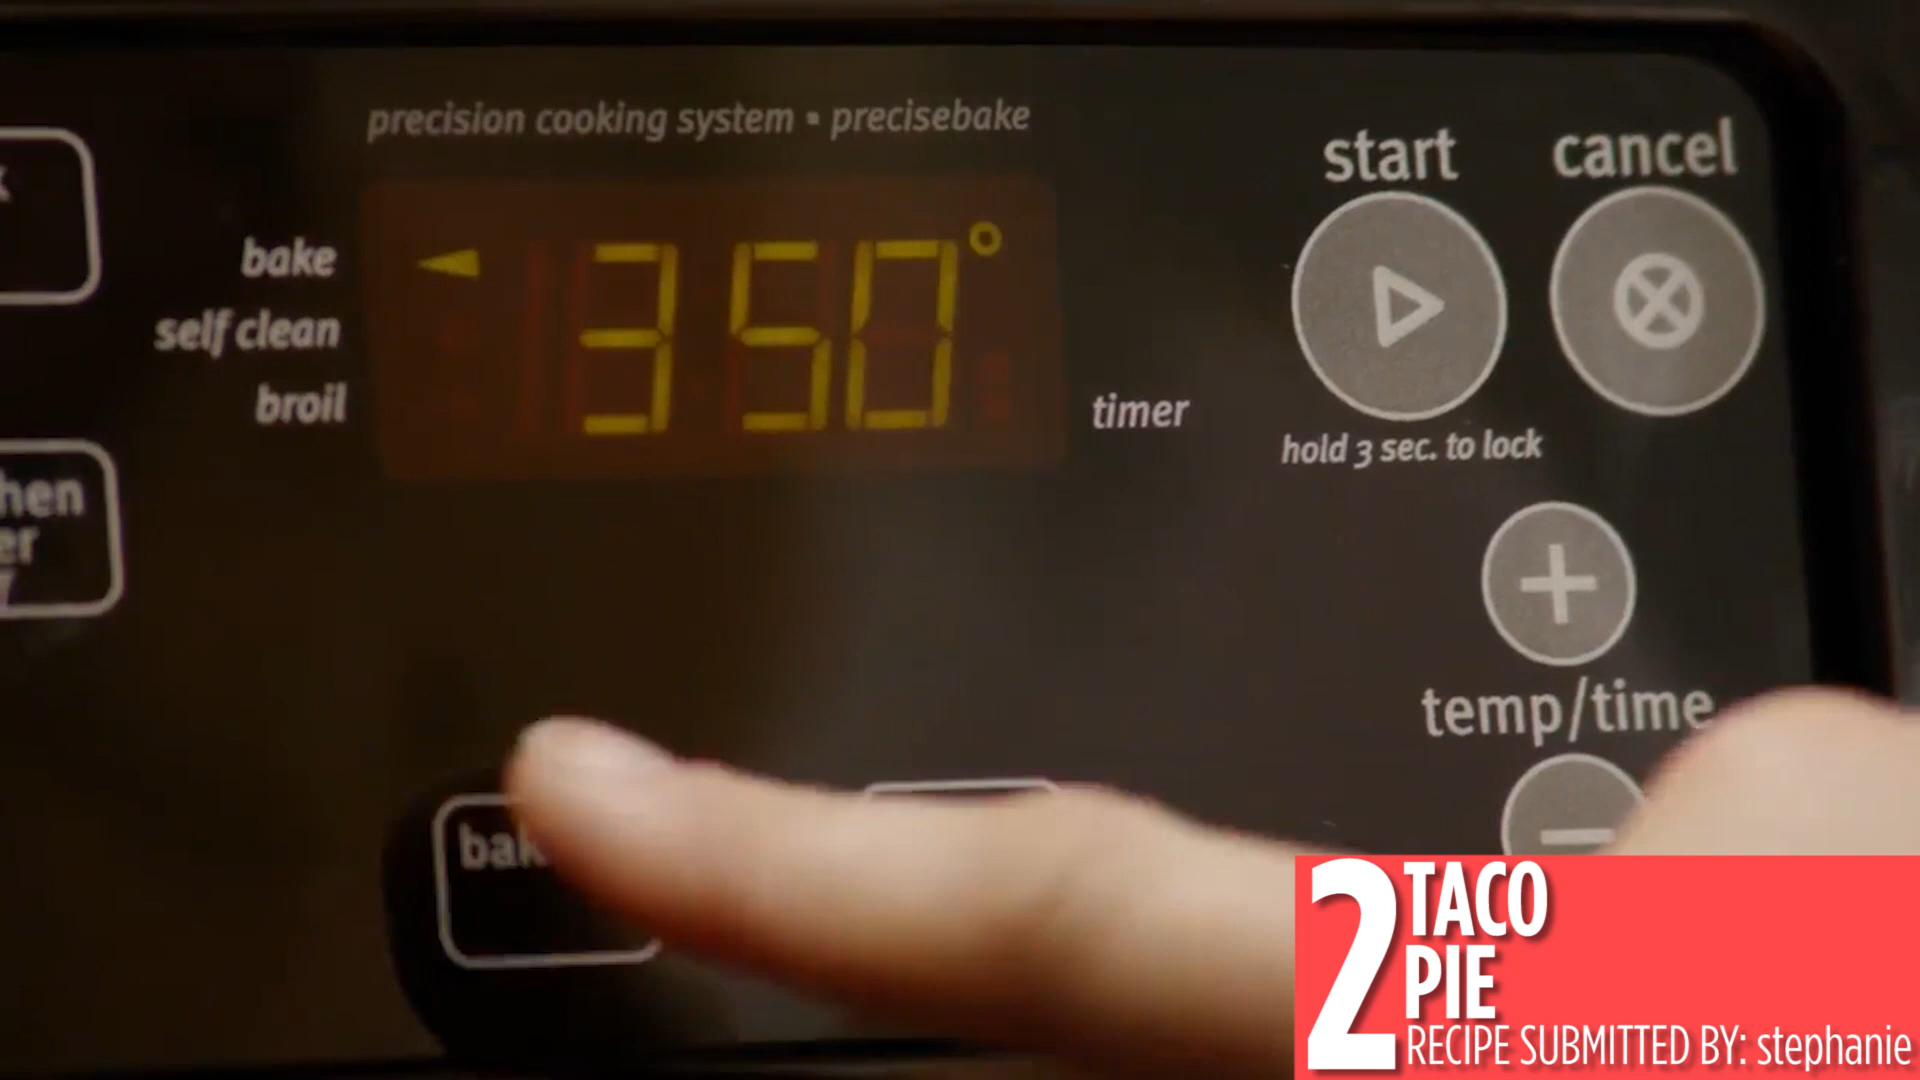 precision cooking system ▪ precisebake
start
cancel
bake
350°
self clean
broil
timer
hold 3 sec. to lock
temp/time
2 TACO
PIE
RECIPE SUBMITTED BY: stephanie